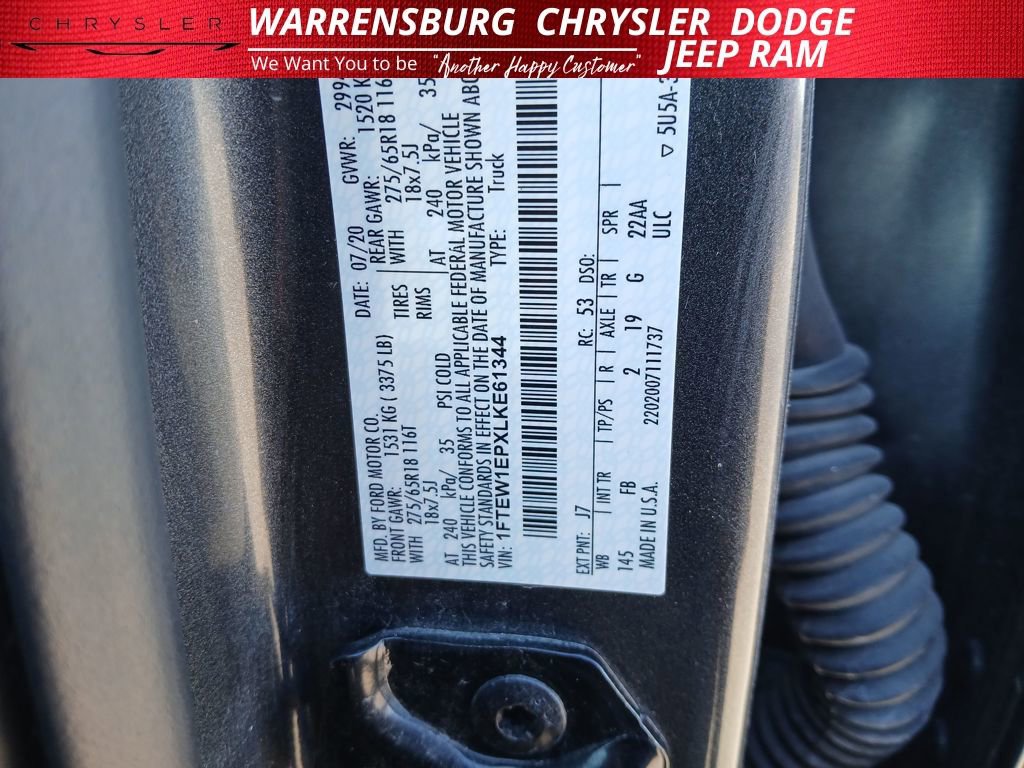 CHRYSLER
WARRENSBURG CHRYSLER DODGE
JEEP RAM
We Want You to be "Another Happy Customer"
MFD. BY FORD MOTOR CO. DATE: 07/20 GVWR:
FRONT GAWR: 1531 KG ( 3375 LB) REAR GAWR: 1520 K
WITH 275/65R18 116T TIRES WITH 275/65R18 116
18x7.5J RIMS 18x7.5J
AT 240 kPa/ 35 PSI COLD AT 240 kPa/ 35
THIS VEHICLE CONFORMS TO ALL APPLICABLE FEDERAL MOTOR VEHICLE
SAFETY STANDARDS IN EFFECT ON THE DATE OF MANUFACTURE SHOWN ABO
VIN: 1FTEW1EPXLKE61344 TYPE: Truck
EXT PNT: J7 RC: 53 DSO:
WB | INT TR | TP/PS | R | AXLE | TR | SPR |
145 FB 2 19 G 22AA
MADE IN U.S.A. 220200711173​7 ULC
▽ 5U5A-3